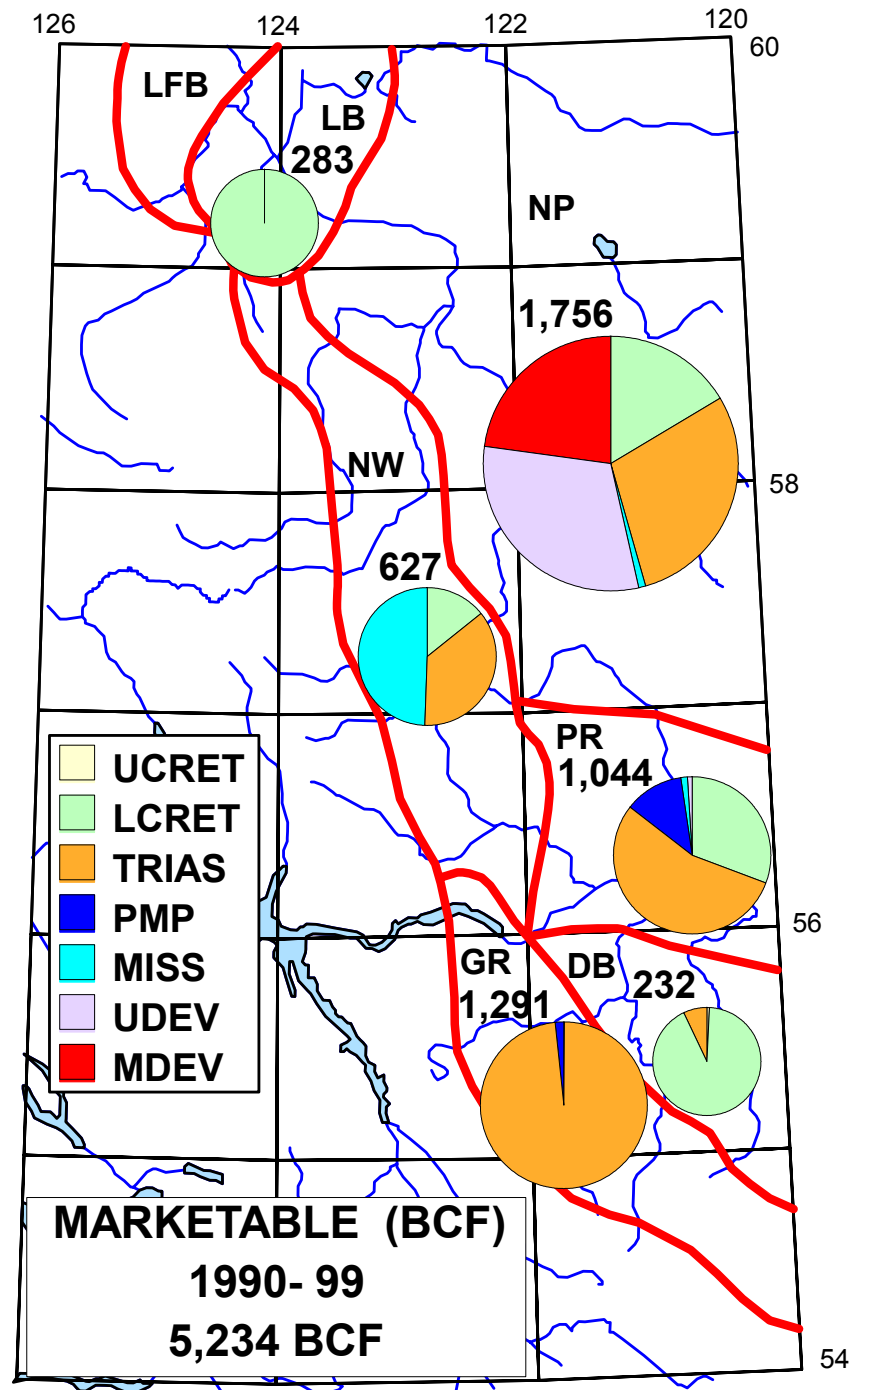 126 124 122 120
60
LFB
LB
283
NP
1,756
NW
58
627
PR
1,044
UCRET
LCRET
TRIAS
PMP
MISS
UDEV
MDEV
56
GR
DB
232
1,291
MARKETABLE (BCF)
1990- 99
5,234 BCF
54